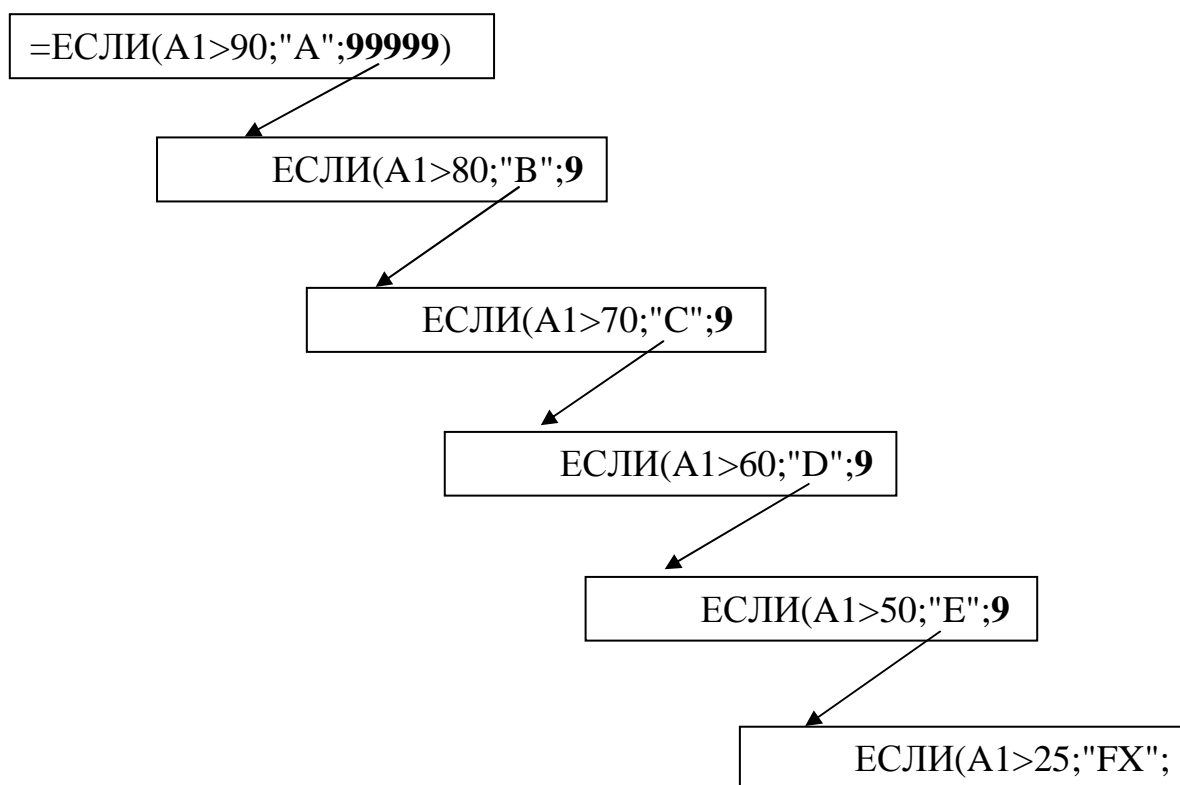 =ЕСЛИ(A1>90;"A";99999)
ЕСЛИ(A1>80;"B";9
ЕСЛИ(A1>70;"C";9
ЕСЛИ(A1>60;"D";9
ЕСЛИ(A1>50;"E";9
ЕСЛИ(A1>25;"FX";